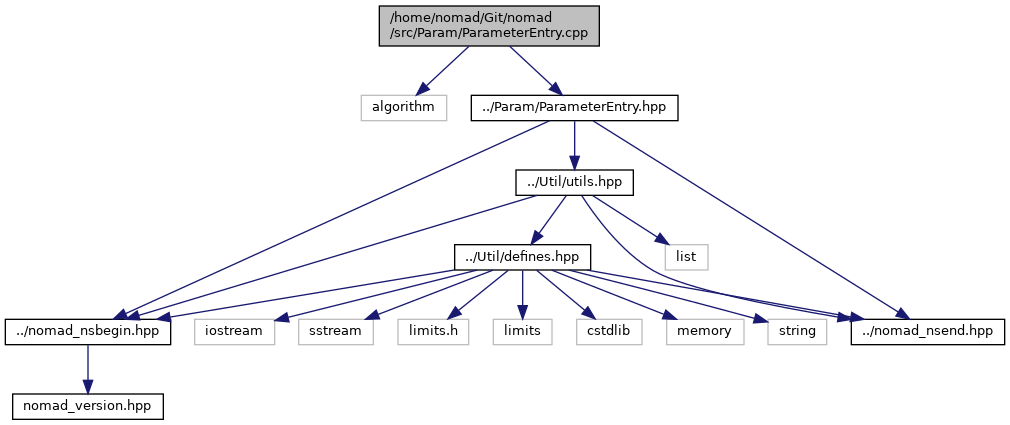 /home/nomad/Git/nomad
/src/Param/ParameterEntry.cpp
algorithm
../Param/ParameterEntry.hpp
../Util/utils.hpp
../Util/defines.hpp
list
../nomad_nsbegin.hpp
iostream
sstream
limits.h
limits
cstdlib
memory
string
../nomad_nsend.hpp
nomad_version.hpp